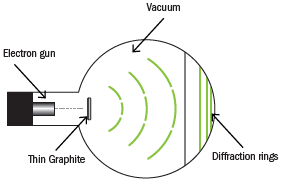 Vacuum
Electron gun
Thin Graphite
Diffraction rings